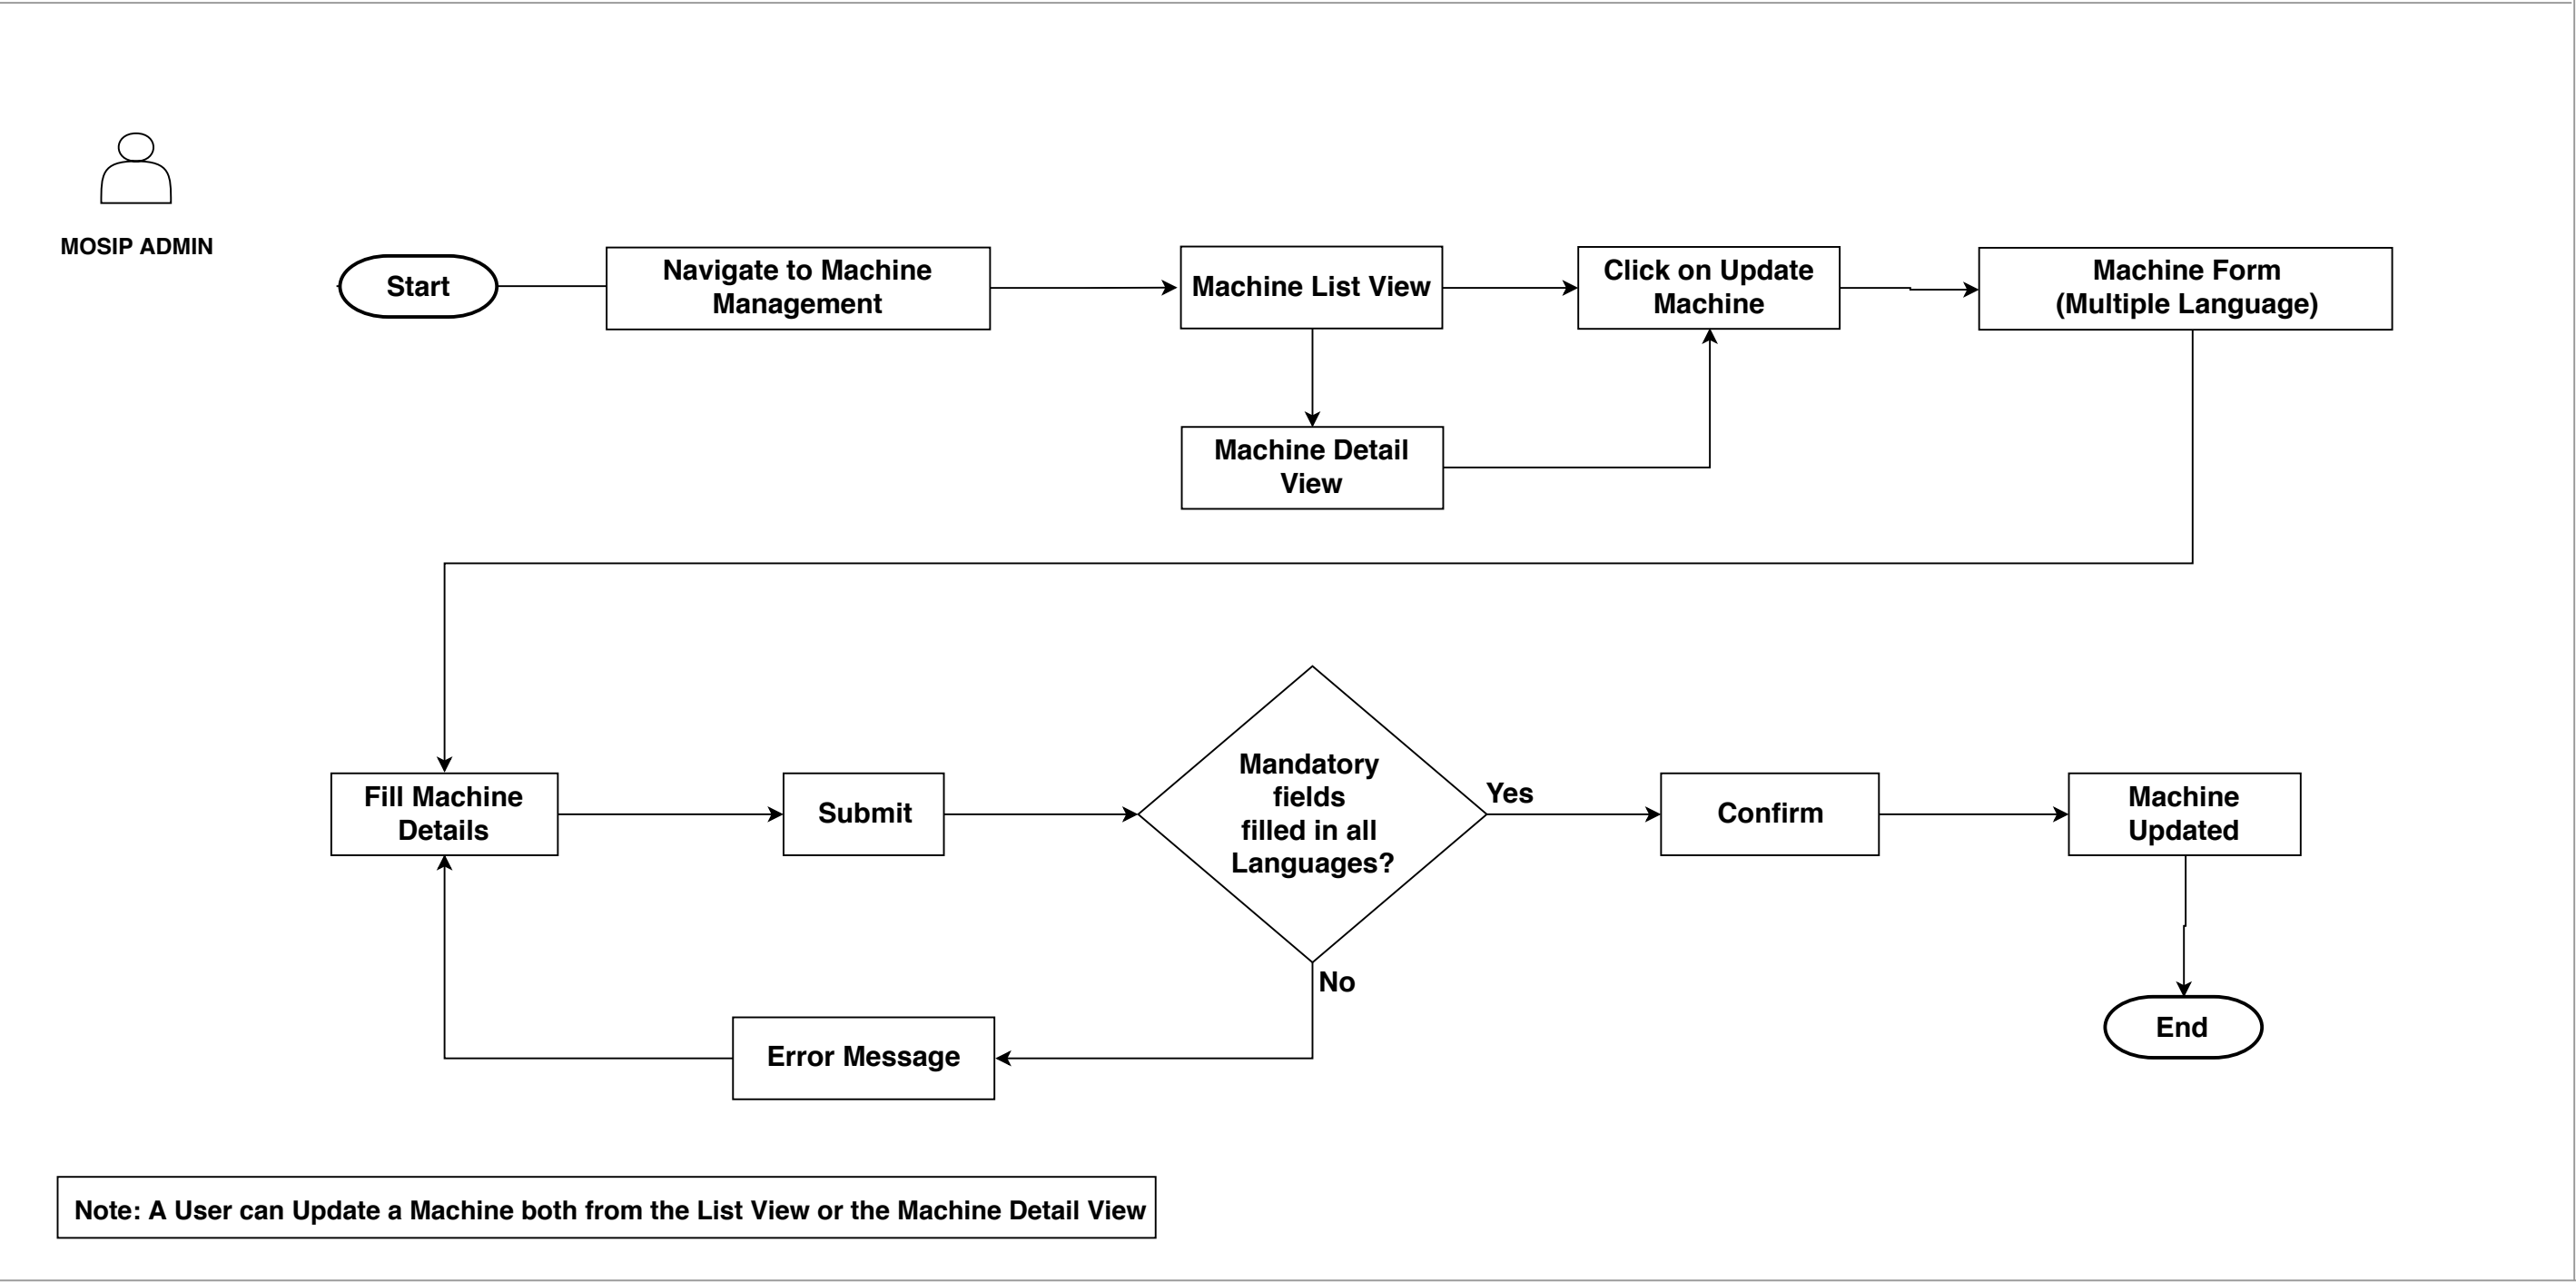 MOSIP ADMIN
Start
Navigate to Machine
Management
Machine List View
Click on Update
Machine
Machine Form
(Multiple Language)
Machine Detail
View
Fill Machine
Details
Submit
Mandatory
fields
filled in all
Languages?
Yes
Confirm
Machine
Updated
No
Error Message
End
Note: A User can Update a Machine both from the List View or the Machine Detail View